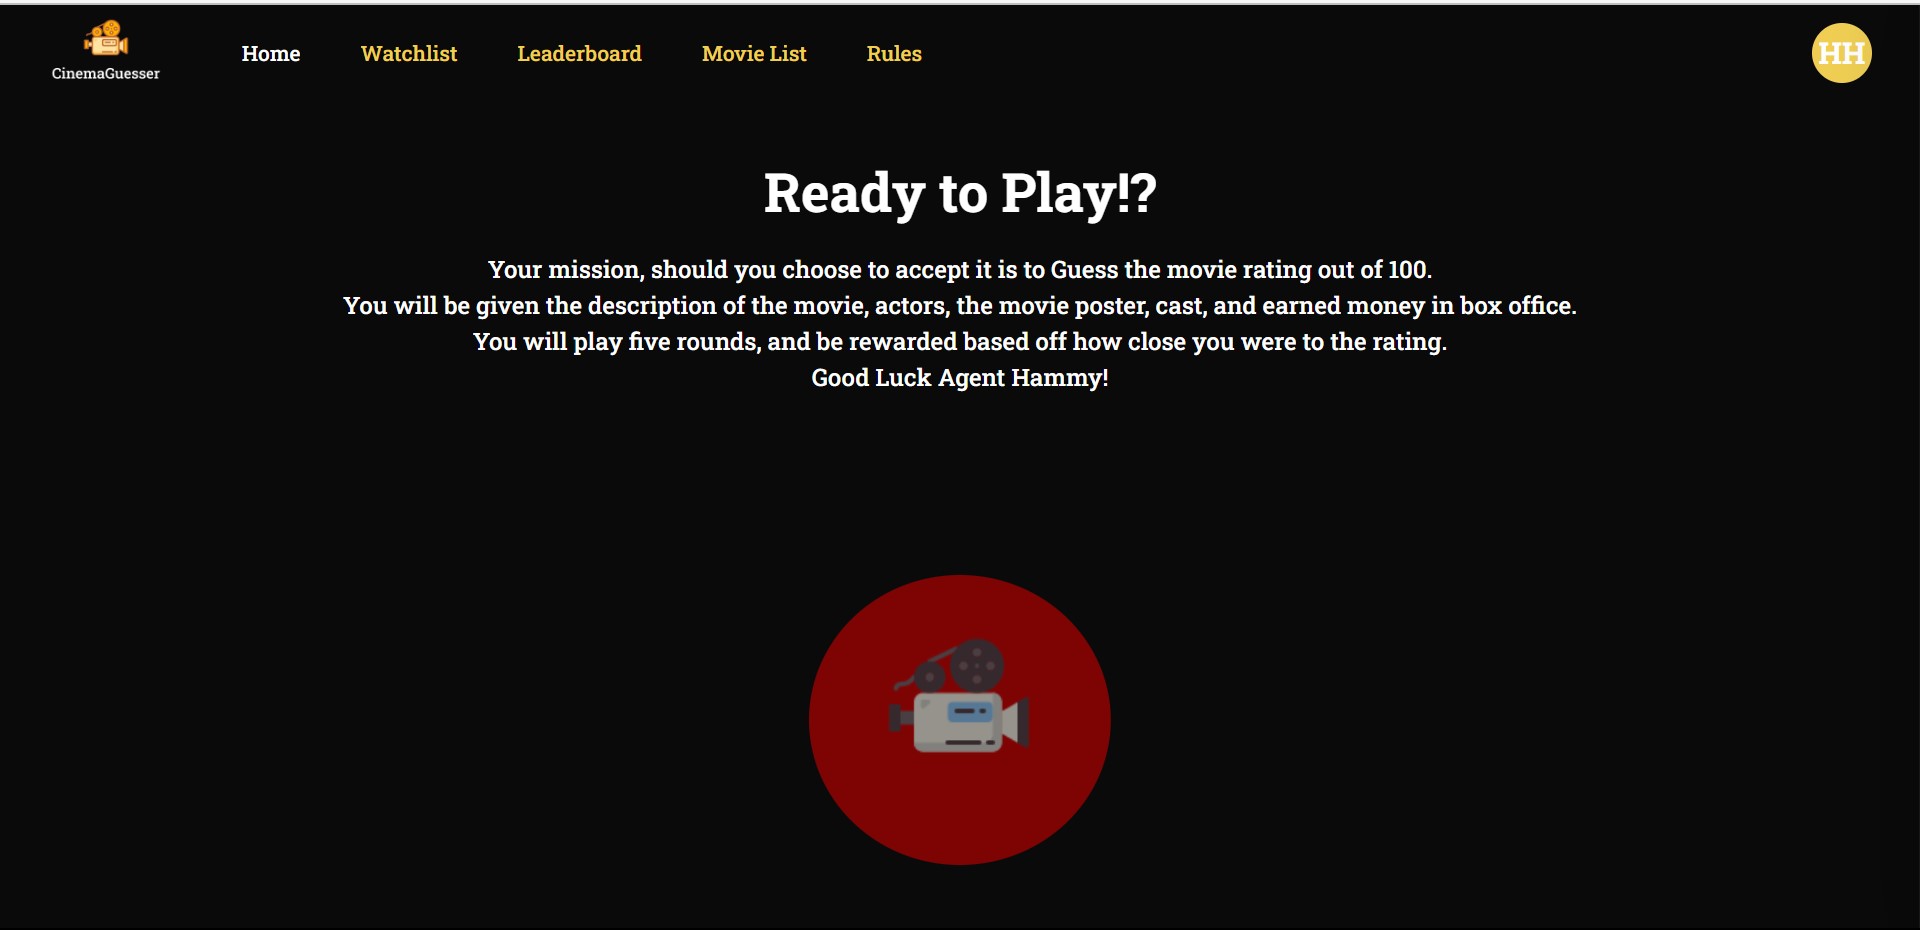 CinemaGuesser
Home Watchlist Leaderboard Movie List Rules
HH
Ready to Play!?
Your mission, should you choose to accept it is to Guess the movie rating out of 100.
You will be given the description of the movie, actors, the movie poster, cast, and earned money in box office.
You will play five rounds, and be rewarded based off how close you were to the rating.
Good Luck Agent Hammy!